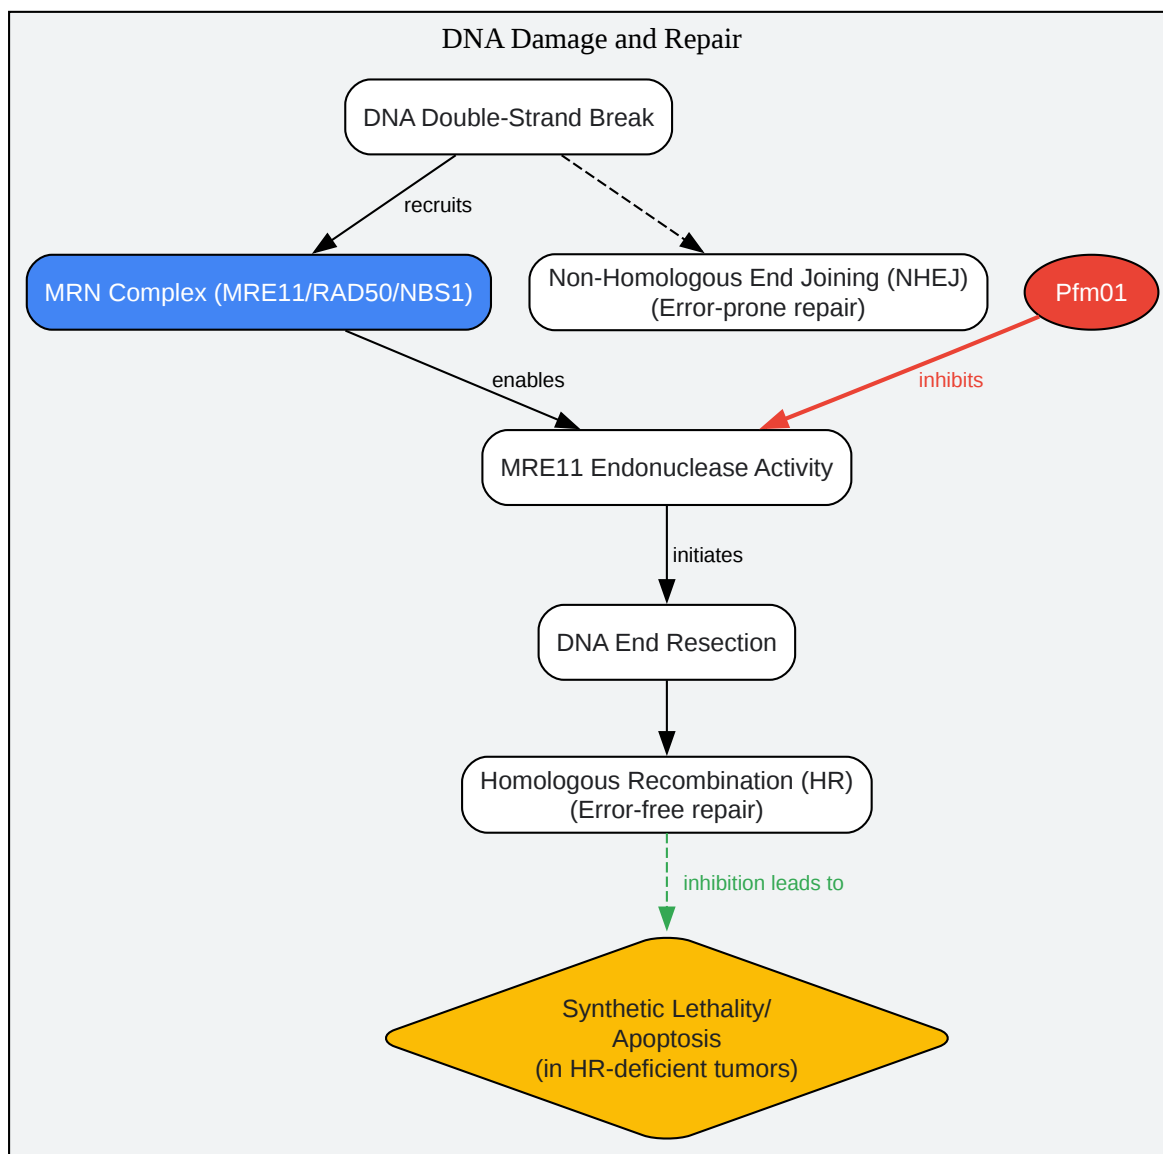 DNA Damage and Repair
DNA Double-Strand Break
recruits
MRN Complex (MRE11/RAD50/NBS1)
Non-Homologous End Joining (NHEJ)
(Error-prone repair)
Pfm01
enables
inhibits
MRE11 Endonuclease Activity
initiates
DNA End Resection
Homologous Recombination (HR)
(Error-free repair)
inhibition leads to
Synthetic Lethality/
Apoptosis
(in HR-deficient tumors)